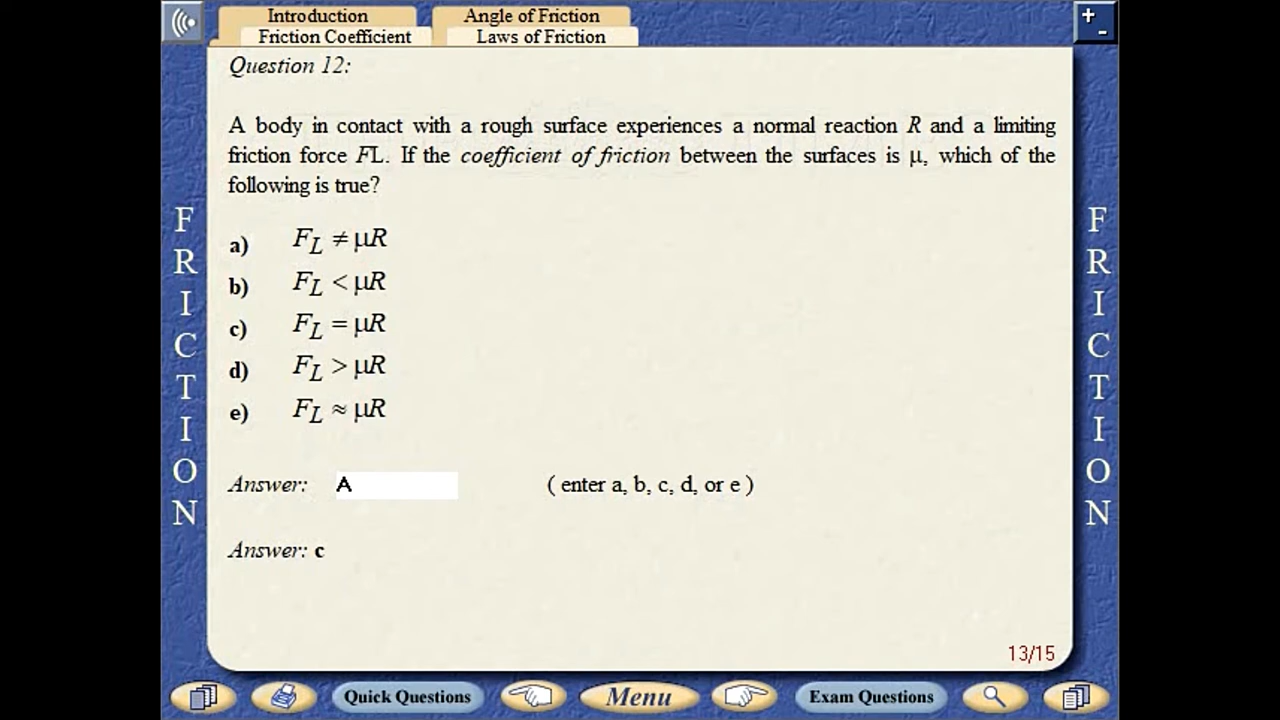 Introduction
Angle of Friction
Friction Coefficient
Laws of Friction
+
-
Question 12:
A body in contact with a rough surface experiences a normal reaction R and a limiting
friction force FL. If the coefficient of friction between the surfaces is μ, which of the
following is true?
a) F_L ≠ μR
b) F_L < μR
c) F_L = μR
d) F_L > μR
e) F_L ≈ μR
Answer: A ( enter a, b, c, d, or e )
Answer: c
13/15
FRICTION
FRICTION
Quick Questions
Menu
Exam Questions